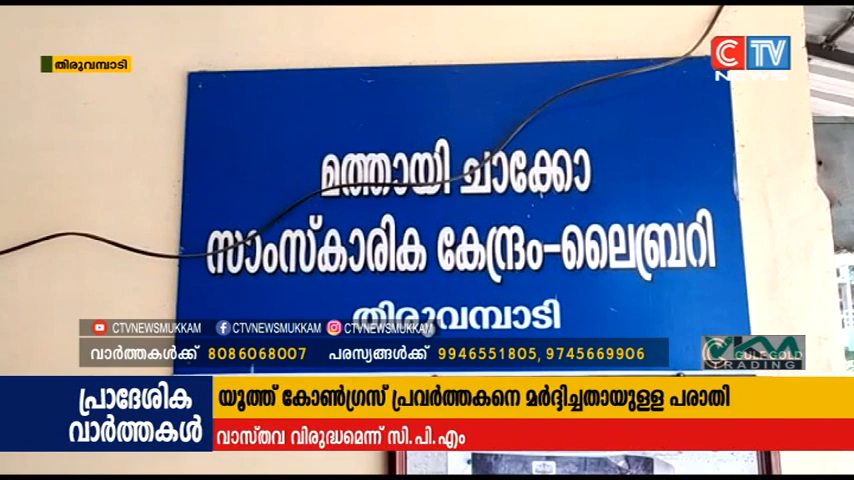 തിരുവമ്പാടി
CTV
NEWS
മത്തായി ചാക്കോ
സാംസ്കാരിക കേന്ദ്രം-ലൈബ്രറി
തിരുവമ്പാടി
CTVNEWSMUKKAM CTVNEWSMUKKAM CTVNEWSMUKKAM
വാർത്തകൾക്ക് 8086068007 പരസ്യങ്ങൾക്ക് 9946551805, 9745669906
GULF GOLD
TRADING
പ്രാദേശിക
വാർത്തകൾ
യൂത്ത് കോൺഗ്രസ് പ്രവർത്തകനെ മർദ്ദിച്ചതായുളള പരാതി
വാസ്തവ വിരുദ്ധമെന്ന് സി.പി.എം